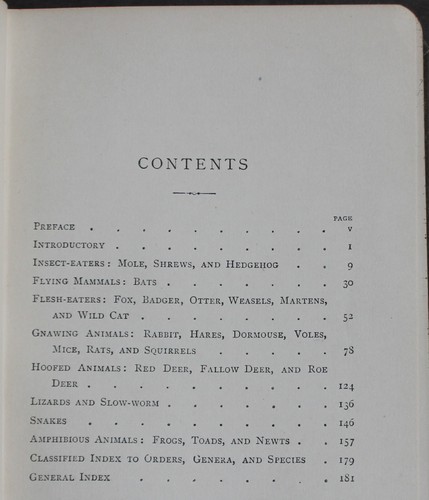 CONTENTS
PAGE
PREFACE . . . . . . . . . . v
INTRODUCTORY . . . . . . . . . 1
INSECT-EATERS: MOLE, SHREWS, AND HEDGEHOG . . 9
FLYING MAMMALS: BATS . . . . . . . 30
FLESH-EATERS: FOX, BADGER, OTTER, WEASELS, MARTENS,
AND WILD CAT . . . . . . . . 52
GNAWING ANIMALS: RABBIT, HARES, DORMOUSE, VOLES,
MICE, RATS, AND SQUIRRELS . . . . . 78
HOOFED ANIMALS: RED DEER, FALLOW DEER, AND ROE
DEER . . . . . . . . . . 124
LIZARDS AND SLOW-WORM . . . . . . . 136
SNAKES . . . . . . . . . . 146
AMPHIBIOUS ANIMALS: FROGS, TOADS, AND NEWTS . . 157
CLASSIFIED INDEX TO ORDERS, GENERA, AND SPECIES . 179
GENERAL INDEX . . . . . . . . 181